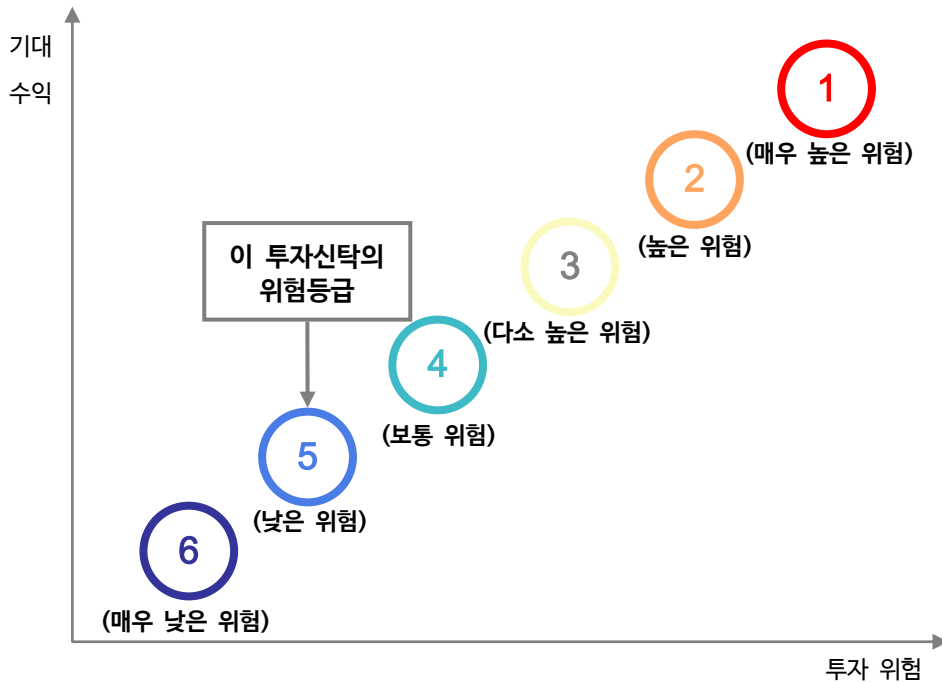 기대
수익
1
(매우 높은 위험)
2
(높은 위험)
3
(다소 높은 위험)
이 투자신탁의
위험등급
4
(보통 위험)
5
(낮은 위험)
6
(매우 낮은 위험)
투자 위험